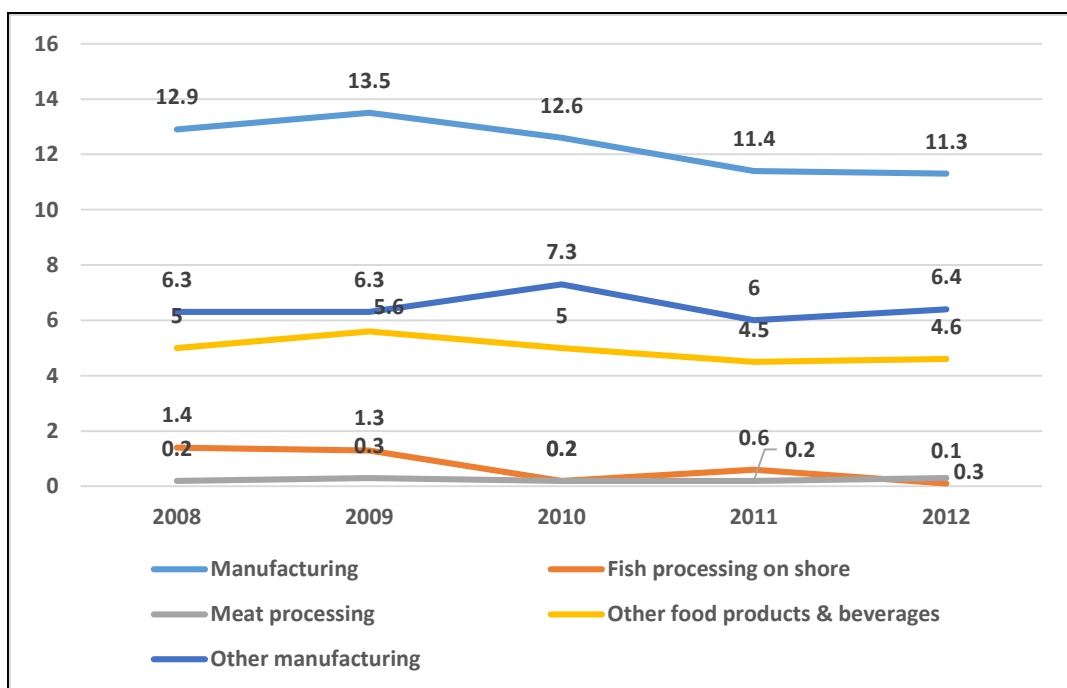 16
14
12
10
8
6
4
2
0
12.9 13.5 12.6 11.4 11.3
6.3 6.3 7.3 6 6.4
5 5.6 5 4.5 4.6
1.4 1.3 0.2 0.6 0.1
0.2 0.3 0.2 0.2 0.3
2008 2009 2010 2011 2012
Manufacturing Fish processing on shore
Meat processing Other food products & beverages
Other manufacturing